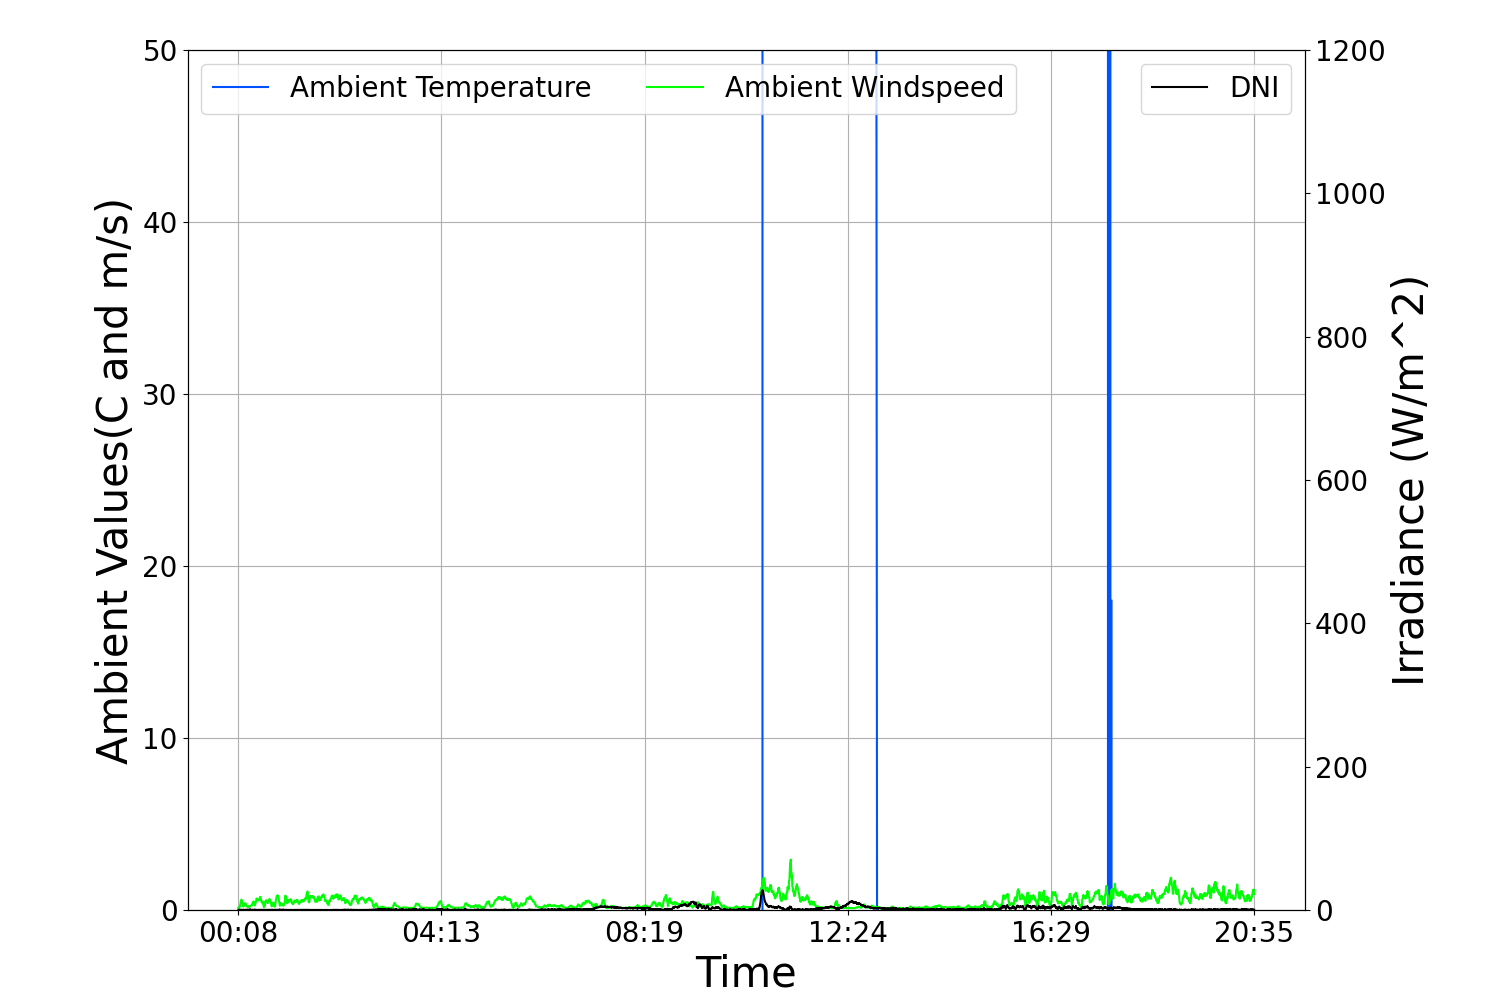 Ambient Temperature Ambient Windspeed DNI
Ambient Values(C and m/s)
50
40
30
20
10
0
1200
1000
800
600
400
200
0
Irradiance (W/m^2)
00:08 04:13 08:19 12:24 16:29 20:35
Time